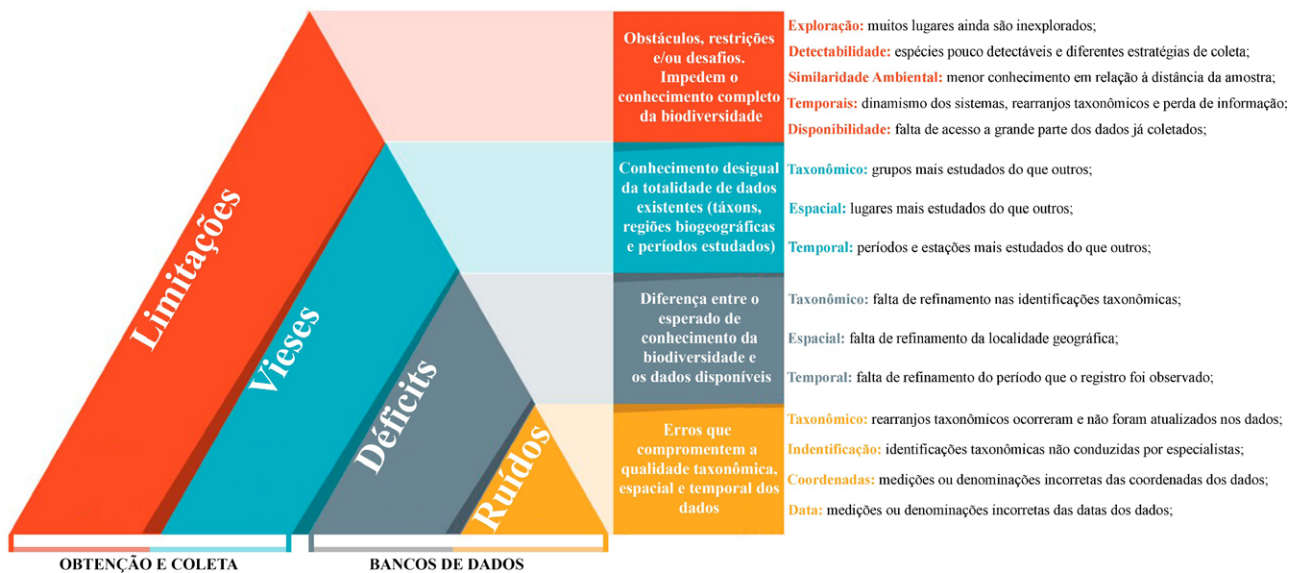 Limitações
Vieses
Déficits
Ruídos
OBTENÇÃO E COLETA
BANCOS DE DADOS
Obstáculos, restrições
e/ou desafios.
Impedem o
conhecimento completo
da biodiversidade
Exploração: muitos lugares ainda são inexplorados;
Detectabilidade: espécies pouco detectáveis e diferentes estratégias de coleta;
Similaridade Ambiental: menor conhecimento em relação à distância da amostra;
Temporais: dinamismo dos sistemas, rearranjos taxonômicos e perda de informação;
Disponibilidade: falta de acesso a grande parte dos dados já coletados;
Conhecimento desigual
da totalidade de dados
existentes (táxons,
regiões biogeográficas
e períodos estudados)
Taxonômico: grupos mais estudados do que outros;
Espacial: lugares mais estudados do que outros;
Temporal: períodos e estações mais estudados do que outros;
Diferença entre o
esperado de
conhecimento da
biodiversidade e
os dados disponíveis
Taxonômico: falta de refinamento nas identificações taxonômicas;
Espacial: falta de refinamento da localidade geográfica;
Temporal: falta de refinamento do período que o registro foi observado;
Erros que
compromentem a
qualidade taxonômica,
espacial e temporal dos
dados
Taxonômico: rearranjos taxonômicos ocorreram e não foram atualizados nos dados;
Indentificação: identificações taxonômicas não conduzidas por especialistas;
Coordenadas: medições ou denominações incorretas das coordenadas dos dados;
Data: medições ou denominações incorretas das datas dos dados;